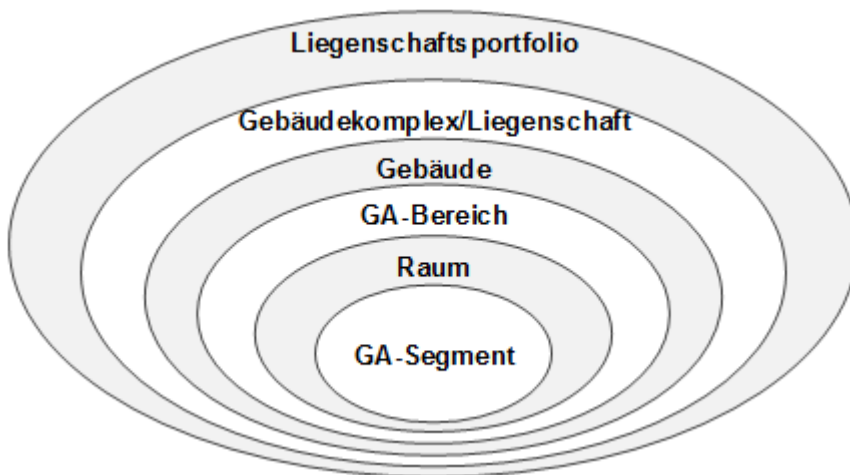 Liegenschaftsportfolio
Gebäudekomplex/Liegenschaft
Gebäude
GA-Bereich
Raum
GA-Segment